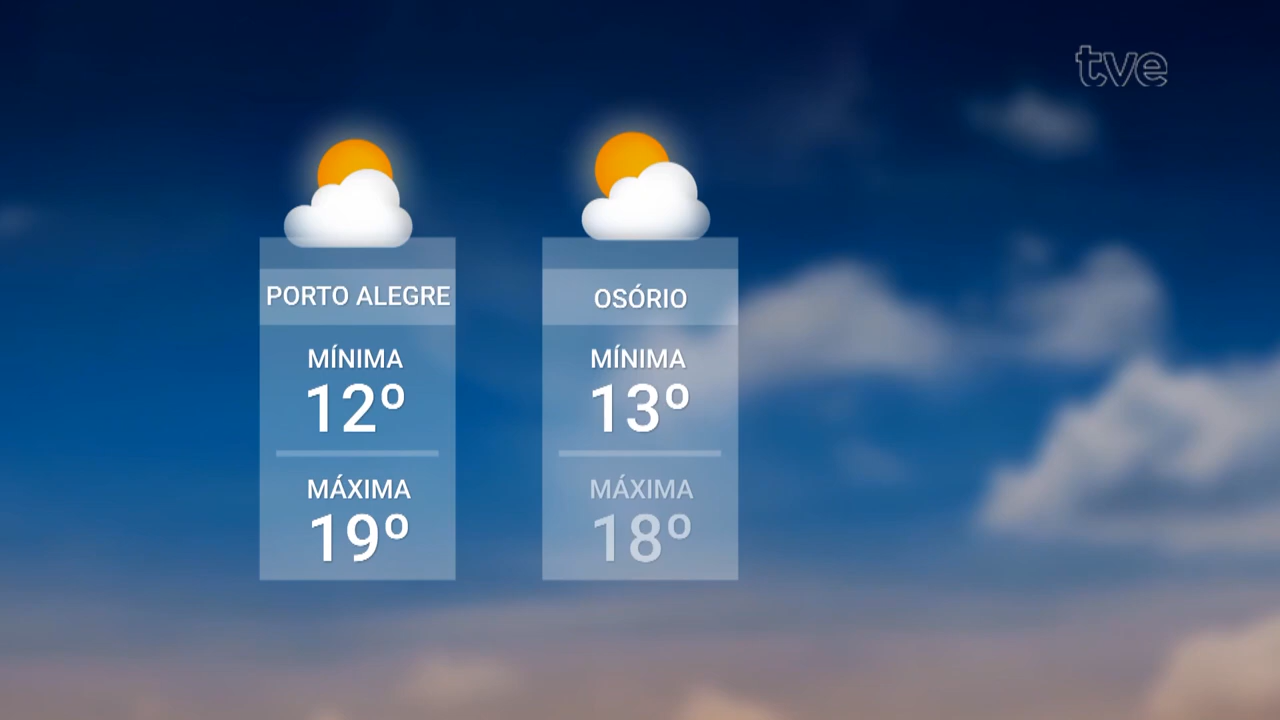 tve
PORTO ALEGRE
MÍNIMA
12º
MÁXIMA
19º
OSÓRIO
MÍNIMA
13º
MÁXIMA
18º